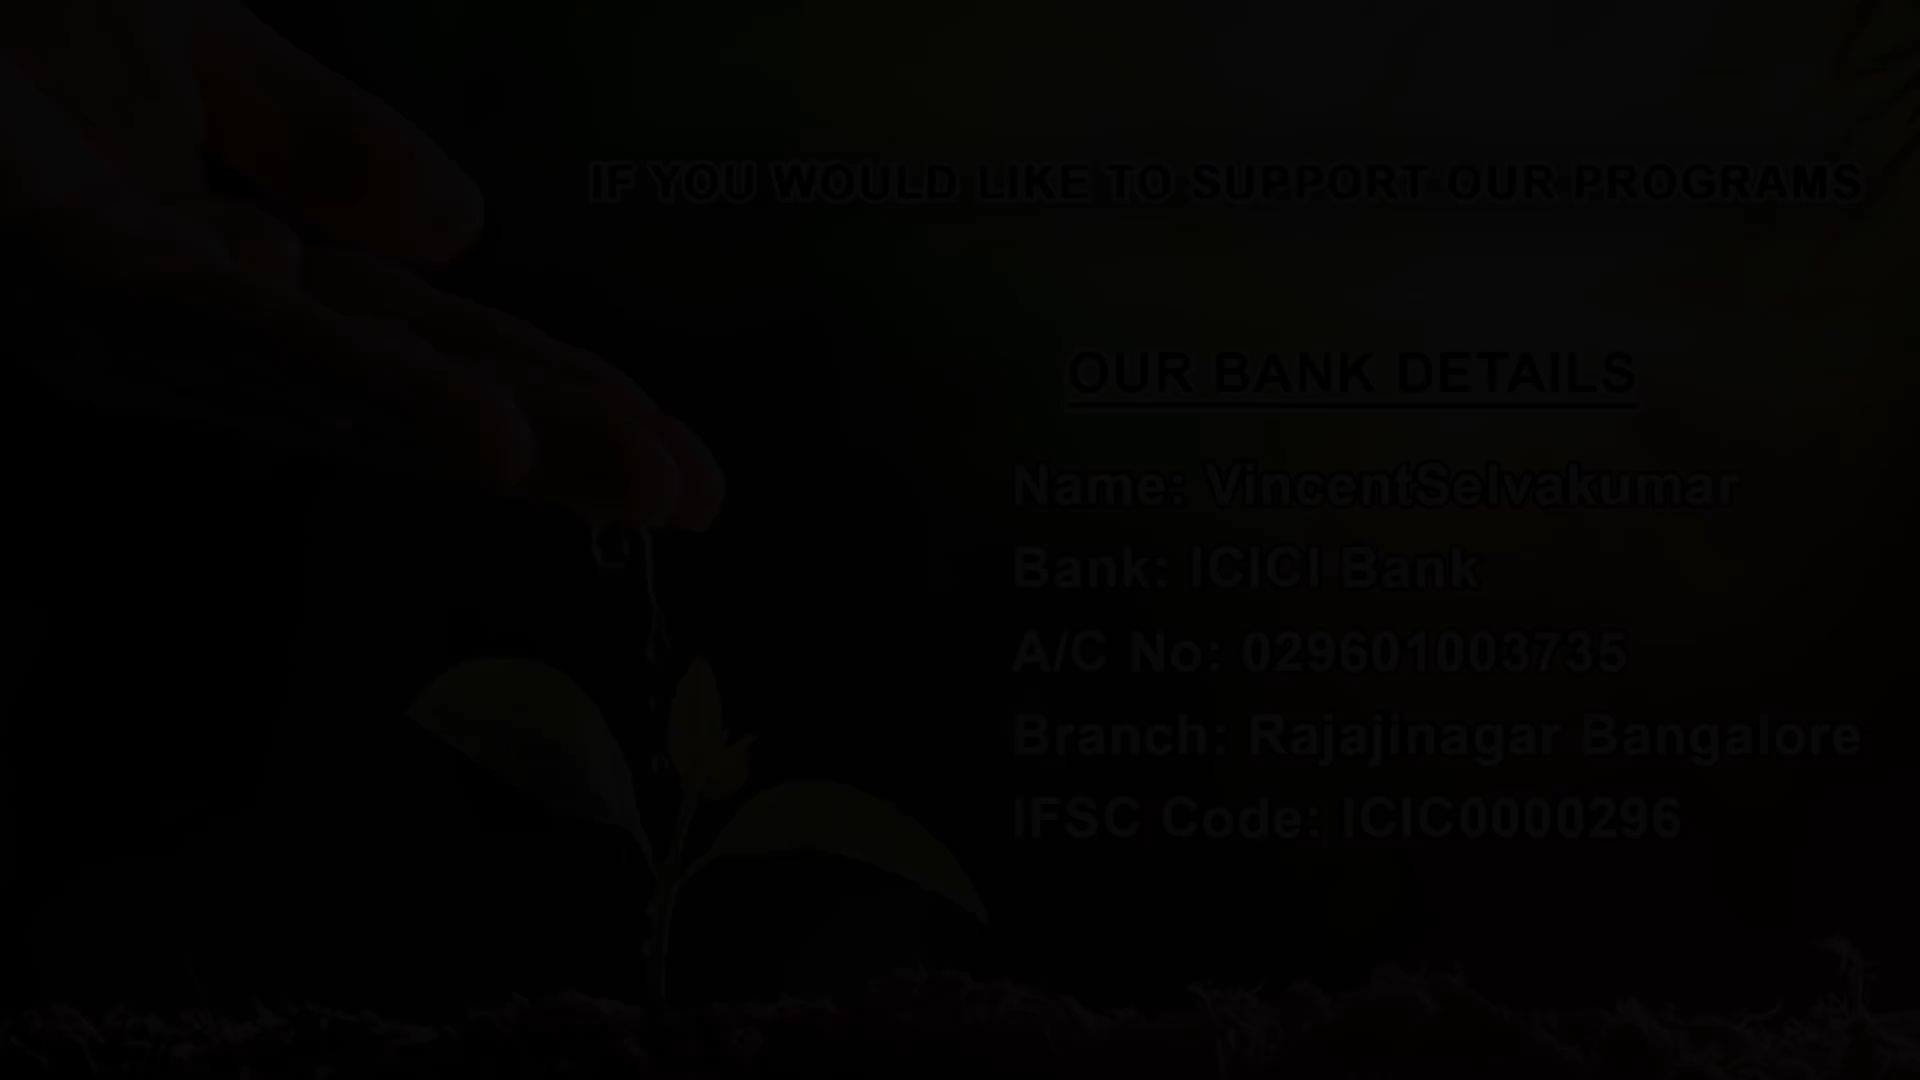 IF YOU WOULD LIKE TO SUPPORT OUR PROGRAMS
OUR BANK DETAILS
Name: VincentSelvakumar
Bank: ICICI Bank
A/C No: 029601003735
Branch: Rajajinagar Bangalore
IFSC Code: ICIC0000296